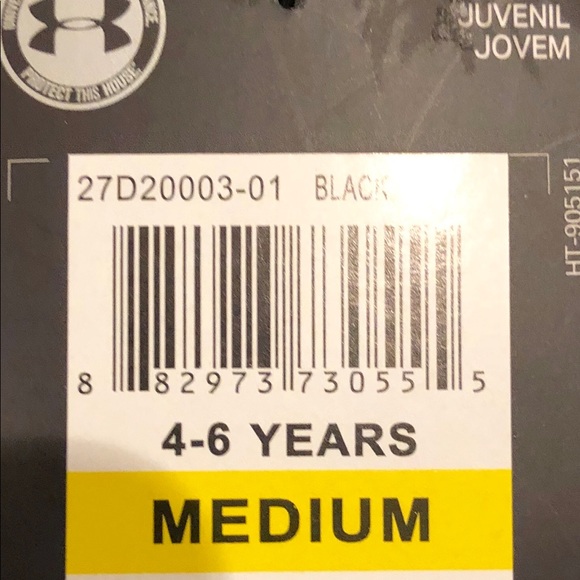 PROTECT THIS HOUSE
JUVENIL
JOVEM
HT-905151
27D20003-01 BLACK
8 82973 73055 5
4-6 YEARS
MEDIUM